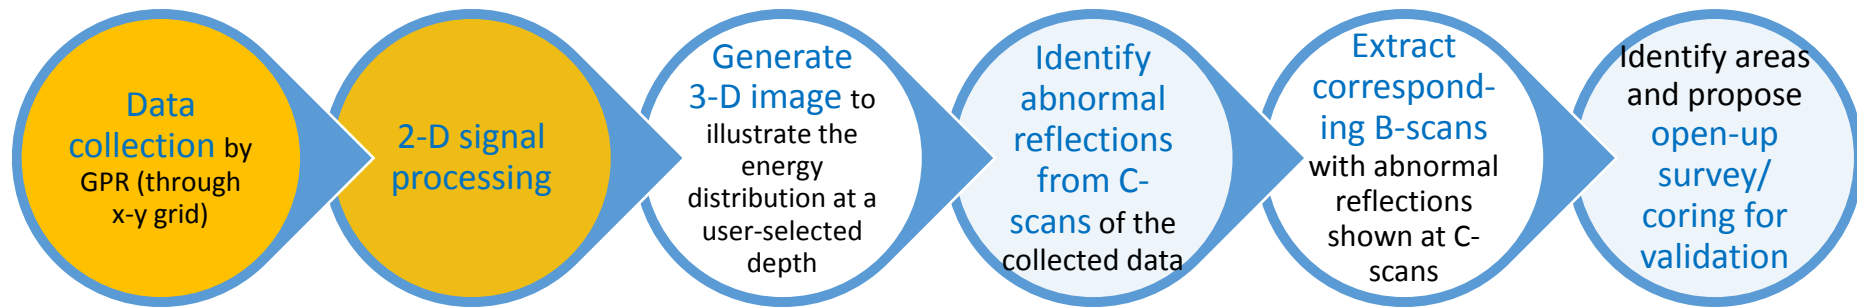 Data
collection by
GPR (through
x-y grid)
2-D signal
processing
Generate
3-D image to
illustrate the
energy
distribution at a
user-selected
depth
Identify
abnormal
reflections
from C-
scans of the
collected data
Extract
correspond-
ing B-scans
with abnormal
reflections
shown at C-
scans
Identify areas
and propose
open-up
survey/
coring for
validation